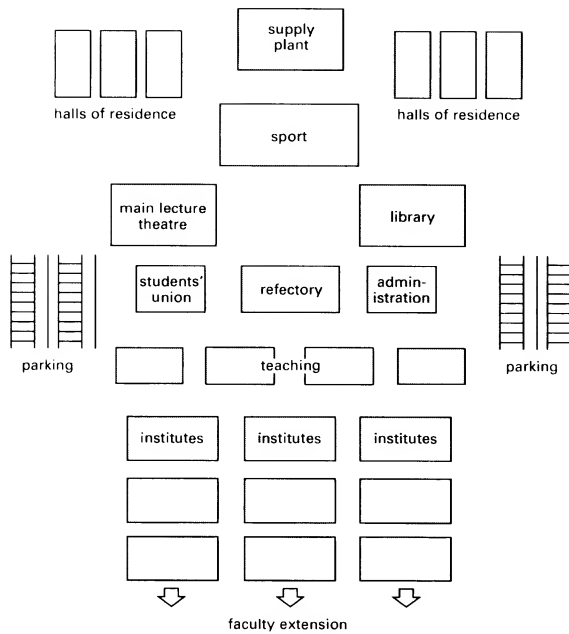 supply
plant
halls of residence
halls of residence
sport
main lecture
theatre
library
students'
union
refectory
admin-
istration
parking
teaching
parking
institutes
institutes
institutes
faculty extension